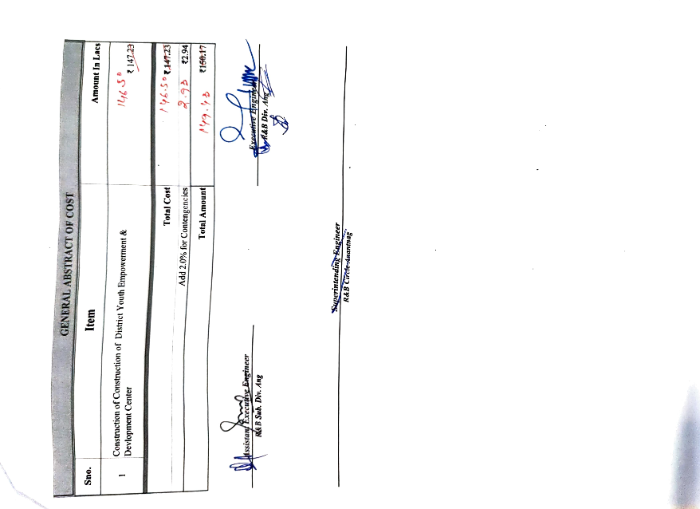 GENERAL ABSTRACT OF COST
Sno. Item Amount In Lacs
1 Construction of Construction of District Youth Empowerment & Devlopment Center 146.50 ₹ 147.23
Total Cost 146.50 ₹ 147.23
Add 2.0% for Contengencies 2.93 ₹2.94
Total Amount 149.43 ₹150.17
Assistant Executive Engineer
R&B Sub. Div. Ang
Executive Engineer
R&B Div. Ang
Superintending Engineer
R&B Circle Anantnag